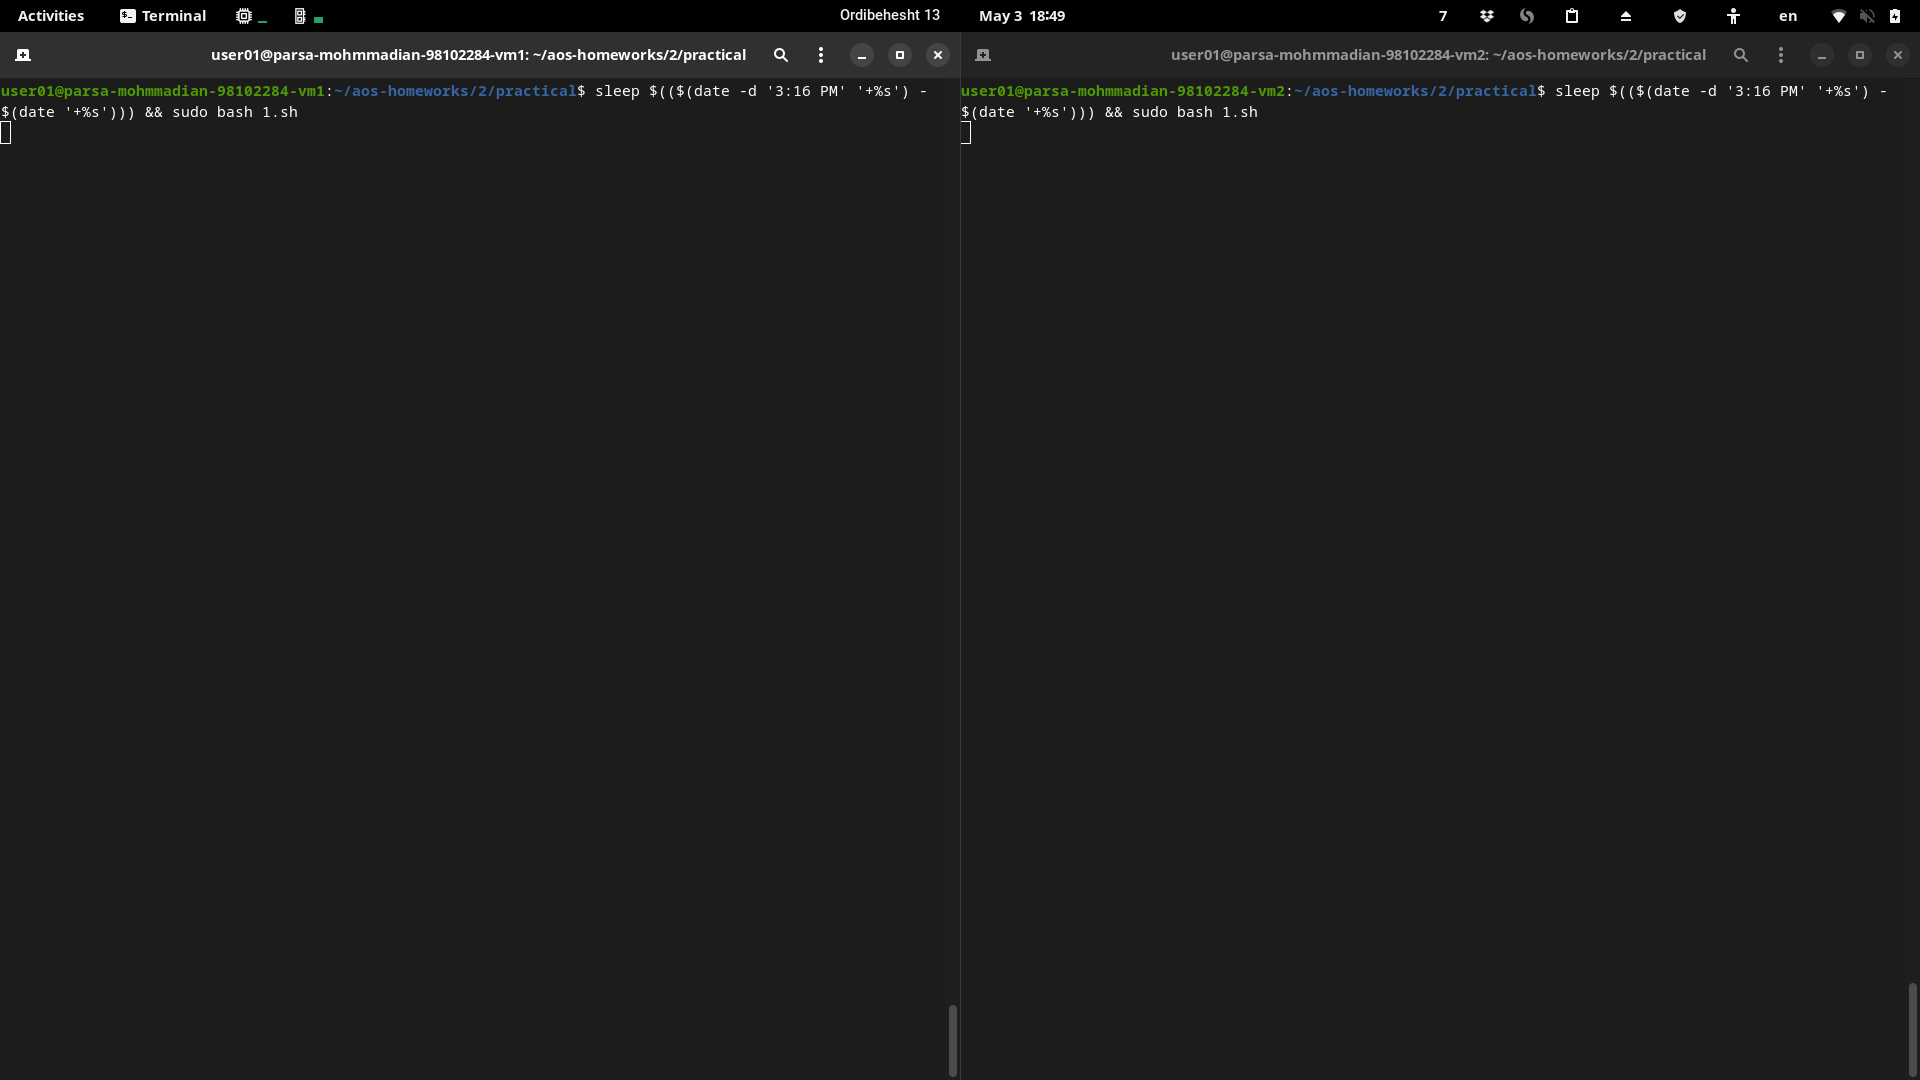 Activities Terminal Ordibehesht 13 May 3 18:49 7 en
user01@parsa-mohmmadian-98102284-vm1: ~/aos-homeworks/2/practical
user01@parsa-mohmmadian-98102284-vm1:~/aos-homeworks/2/practical$ sleep $(($(date -d '3:16 PM' '+%s') -
$(date '+%s'))) && sudo bash 1.sh
user01@parsa-mohmmadian-98102284-vm2: ~/aos-homeworks/2/practical
user01@parsa-mohmmadian-98102284-vm2:~/aos-homeworks/2/practical$ sleep $(($(date -d '3:16 PM' '+%s') -
$(date '+%s'))) && sudo bash 1.sh